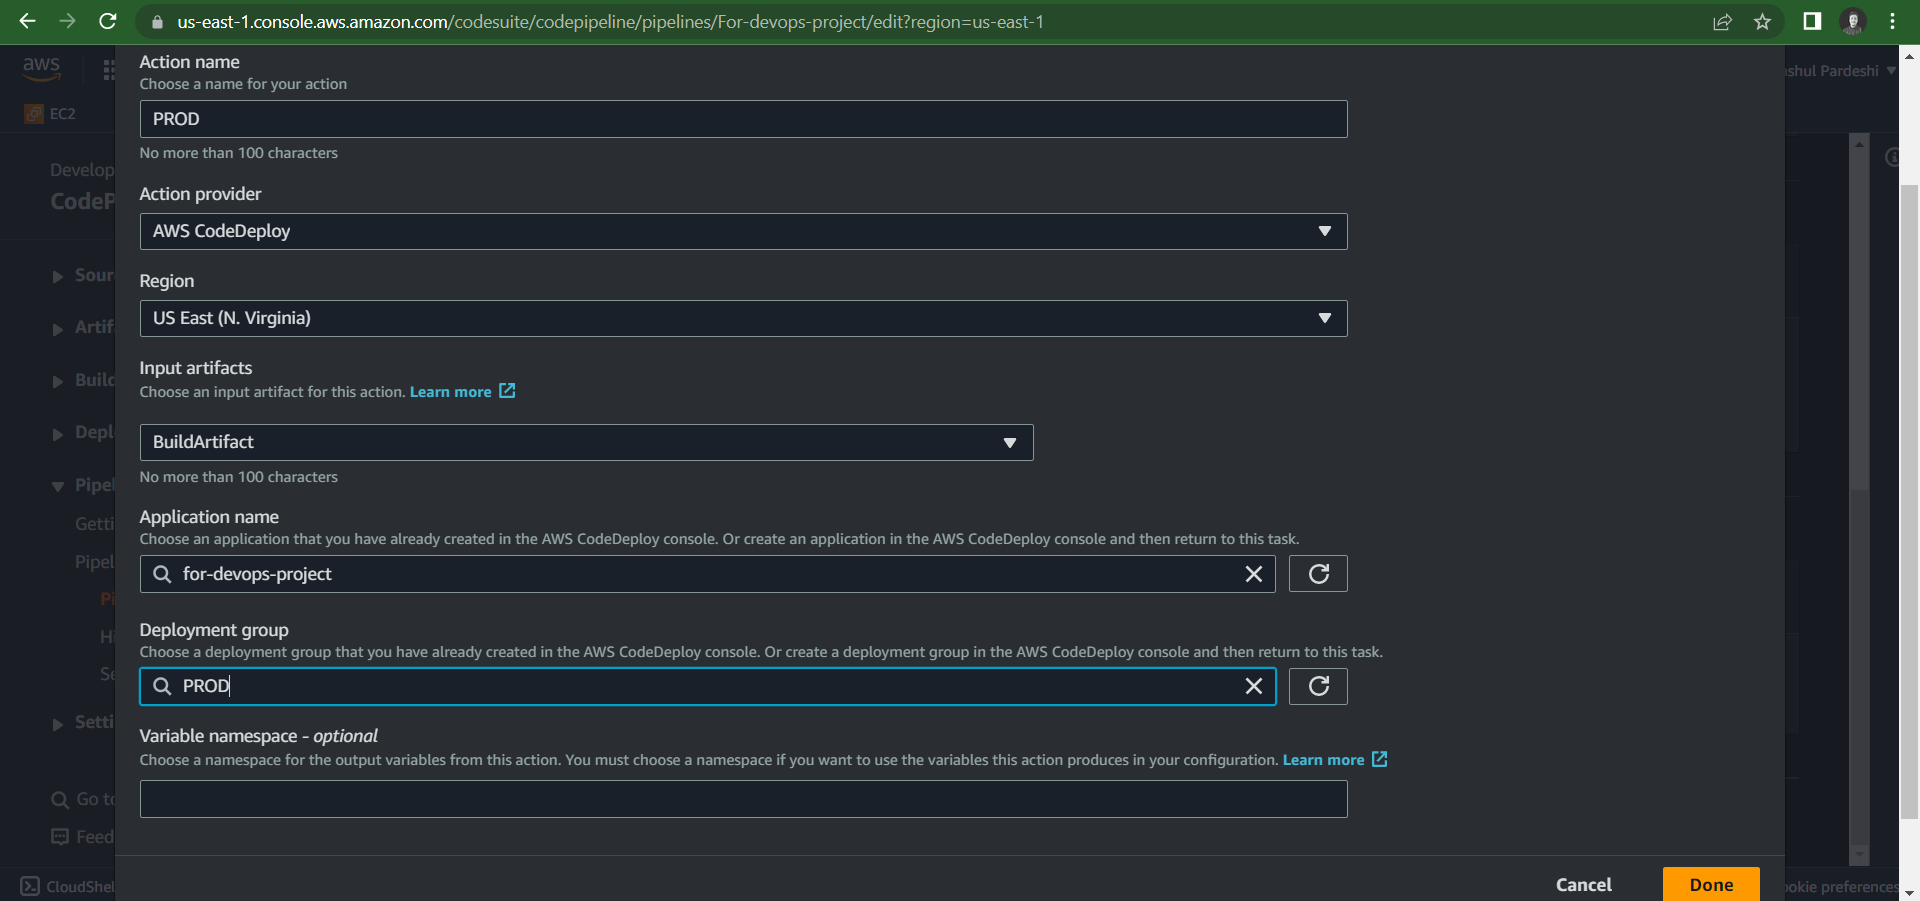 us-east-1.console.aws.amazon.com/codesuite/codepipeline/pipelines/For-devops-project/edit?region=us-east-1
aws
shul Pardeshi
EC2
Action name
Choose a name for your action
PROD
No more than 100 characters
Develop
CodeP
Action provider
AWS CodeDeploy
Sour
Region
US East (N. Virginia)
Artif
Input artifacts
Choose an input artifact for this action. Learn more
Build
BuildArtifact
Depl
No more than 100 characters
Pipel
Application name
Getti
Choose an application that you have already created in the AWS CodeDeploy console. Or create an application in the AWS CodeDeploy console and then return to this task.
Pipel
for-devops-project
Pi
Deployment group
Hi
Choose a deployment group that you have already created in the AWS CodeDeploy console. Or create a deployment group in the AWS CodeDeploy console and then return to this task.
Se
PROD
Setti
Variable namespace - optional
Choose a namespace for the output variables from this action. You must choose a namespace if you want to use the variables this action produces in your configuration. Learn more
Go to
Feed
CloudShel
Cancel
Done
ookie preferences